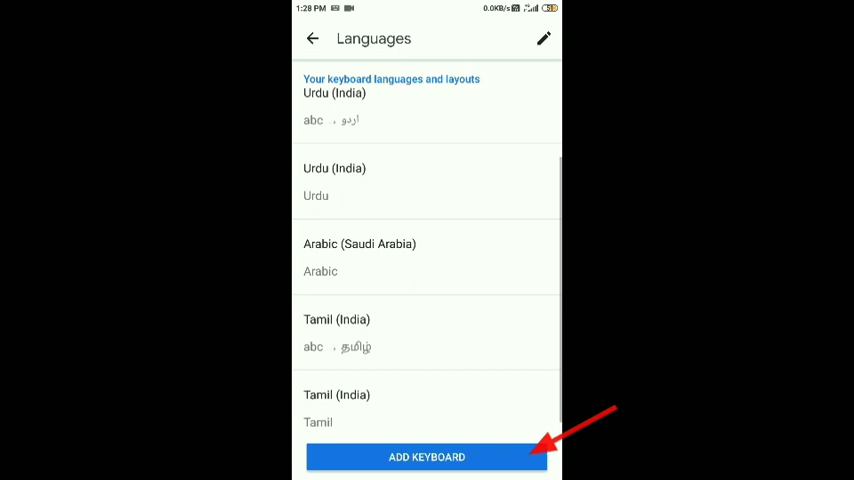 1:28 PM
0.0KB/s
Languages
Your keyboard languages and layouts
Urdu (India)
abc ، اردو
Urdu (India)
Urdu
Arabic (Saudi Arabia)
Arabic
Tamil (India)
abc ، தமிழ்
Tamil (India)
Tamil
ADD KEYBOARD